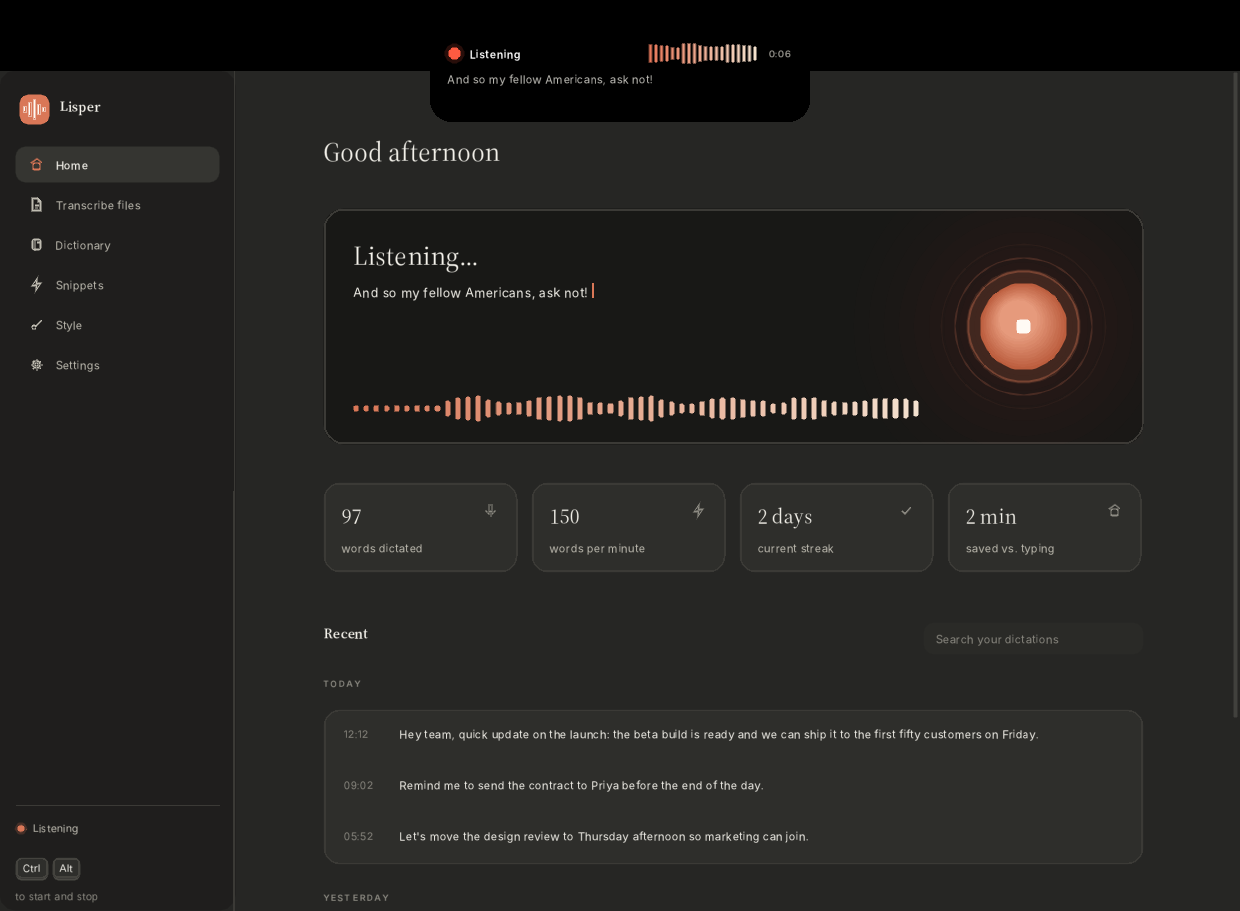 Listening
0:06
And so my fellow Americans, ask not!
Lisper
Home
Transcribe files
Dictionary
Snippets
Style
Settings
Listening
Ctrl Alt
to start and stop
Good afternoon
Listening...
And so my fellow Americans, ask not!
97
words dictated
150
words per minute
2 days
current streak
2 min
saved vs. typing
Recent
Search your dictations
TODAY
12:12 Hey team, quick update on the launch: the beta build is ready and we can ship it to the first fifty customers on Friday.
09:02 Remind me to send the contract to Priya before the end of the day.
05:52 Let's move the design review to Thursday afternoon so marketing can join.
YESTERDAY